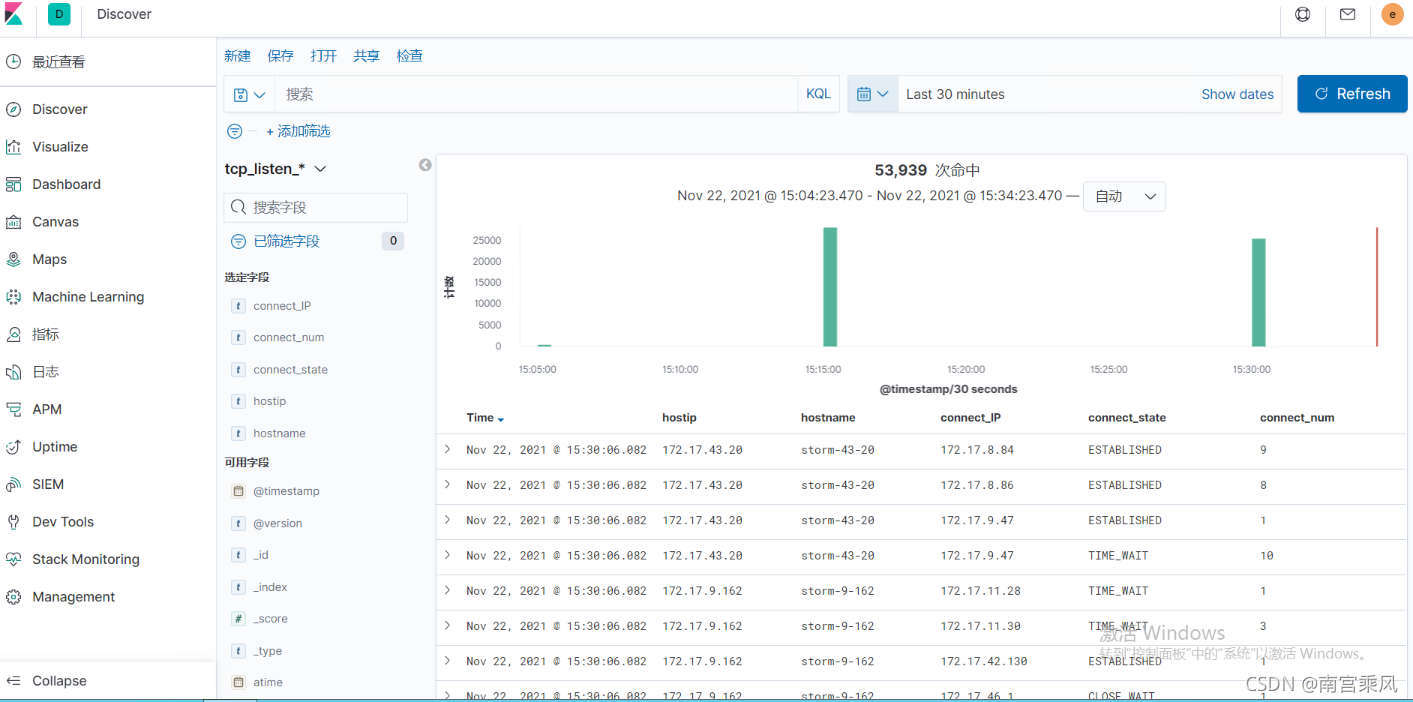 D Discover e
最近查看
Discover
Visualize
Dashboard
Canvas
Maps
Machine Learning
指标
日志
APM
Uptime
SIEM
Dev Tools
Stack Monitoring
Management
Collapse
新建 保存 打开 共享 检查
搜索 KQL Last 30 minutes Show dates Refresh
+ 添加筛选
tcp_listen_*
搜索字段
已筛选字段 0
选定字段
t connect_IP
t connect_num
t connect_state
t hostip
t hostname
可用字段
@timestamp
t @version
t _id
t _index
# _score
t _type
atime
53,939 次命中
Nov 22, 2021 @ 15:04:23.470 - Nov 22, 2021 @ 15:34:23.470 — 自动
计数
25000
20000
15000
10000
5000
0
15:05:00 15:10:00 15:15:00 15:20:00 15:25:00 15:30:00
@timestamp/30 seconds
Time hostip hostname connect_IP connect_state connect_num
Nov 22, 2021 @ 15:30:06.082 172.17.43.20 storm-43-20 172.17.8.84 ESTABLISHED 9
Nov 22, 2021 @ 15:30:06.082 172.17.43.20 storm-43-20 172.17.8.86 ESTABLISHED 8
Nov 22, 2021 @ 15:30:06.082 172.17.43.20 storm-43-20 172.17.9.47 ESTABLISHED 1
Nov 22, 2021 @ 15:30:06.082 172.17.43.20 storm-43-20 172.17.9.47 TIME_WAIT 10
Nov 22, 2021 @ 15:30:06.082 172.17.9.162 storm-9-162 172.17.11.28 TIME_WAIT 1
Nov 22, 2021 @ 15:30:06.082 172.17.9.162 storm-9-162 172.17.11.30 TIME_WAIT 3
Nov 22, 2021 @ 15:30:06.082 172.17.9.162 storm-9-162 172.17.42.130 ESTABLISHED 1
Nov 22, 2021 @ 15:30:06.082 172.17.9.162 storm-9-162 172.17.46.1 CLOSE_WAIT 1
激活 Windows
转到"控制面板"中的"系统"以激活 Windows。
CSDN @南宫乘风